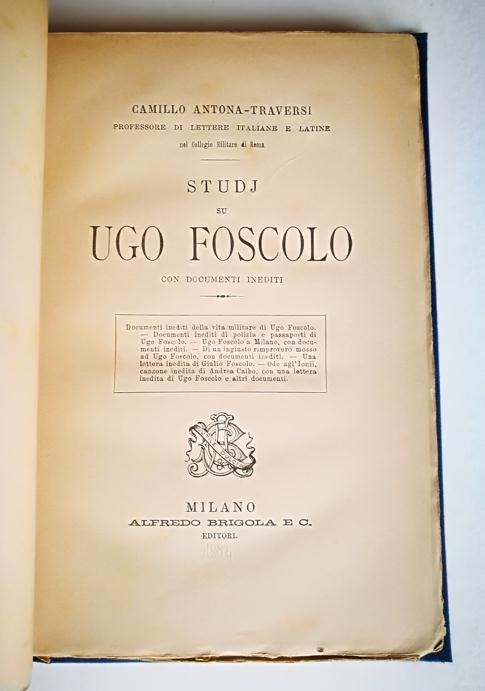 CAMILLO ANTONA-TRAVERSI
PROFESSORE DI LETTERE ITALIANE E LATINE
nel Collegio Militare di Roma
STUDJ
SU
UGO FOSCOLO
CON DOCUMENTI INEDITI
Documenti inediti della vita militare di Ugo Foscolo.
— Documenti inediti di polizia e passaporti di
Ugo Foscolo. — Ugo Foscolo a Milano, con docu-
menti inediti. — Di un ingiusto rimprovero mosso
ad Ugo Foscolo, con documenti inediti. — Una
lettera inedita di Giulio Foscolo. — Ode agl'Ionii,
canzone inedita di Andrea Calbo, con una lettera
inedita di Ugo Foscolo e altri documenti.
MILANO
ALFREDO BRIGOLA E C.
EDITORI.
1884